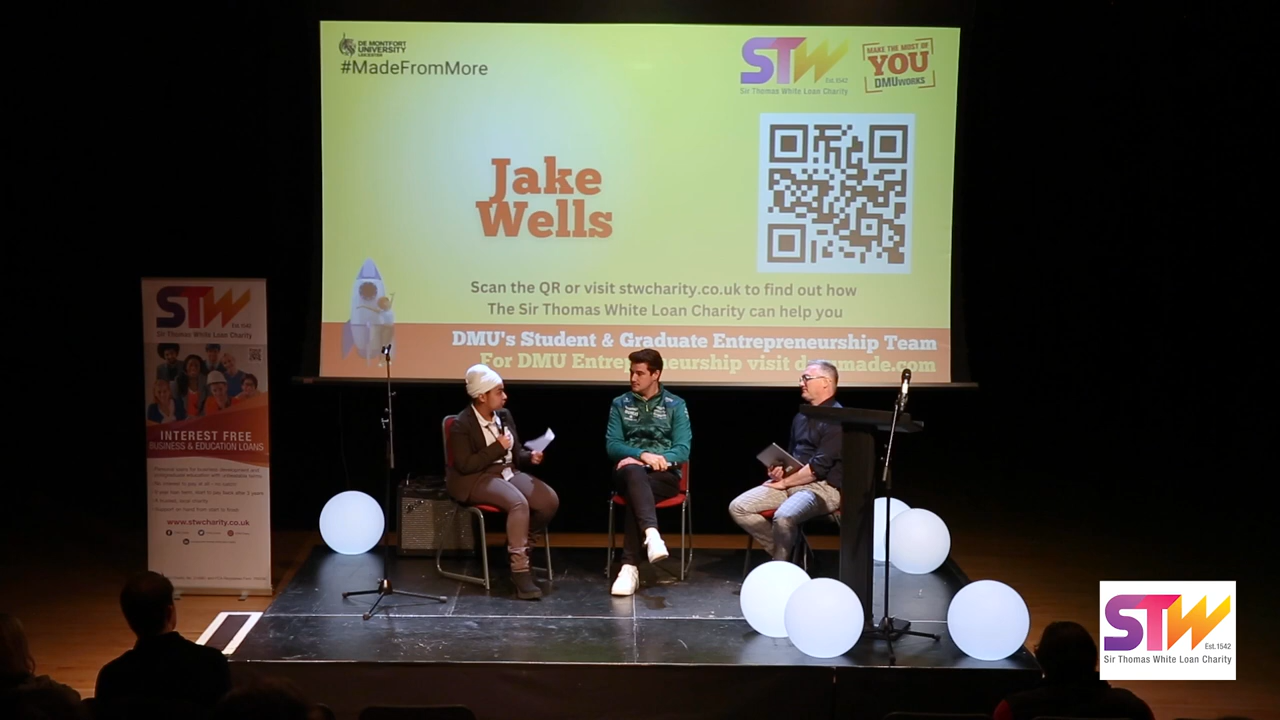 DE MONTFORT
UNIVERSITY
LEICESTER
#MadeFromMore
STW
Est.1542
Sir Thomas White Loan Charity
MAKE THE MOST OF
YOU
DMUWORKS
Jake
Wells
Scan the QR or visit stwcharity.co.uk to find out how
The Sir Thomas White Loan Charity can help you
DMU's Student & Graduate Entrepreneurship Team
For DMU visit
STW
Sir Thomas White Loan Charity
INTEREST FREE
BUSINESS & EDUCATION LOANS
www.stwcharity.co.uk
STW
Est.1542
Sir Thomas White Loan Charity